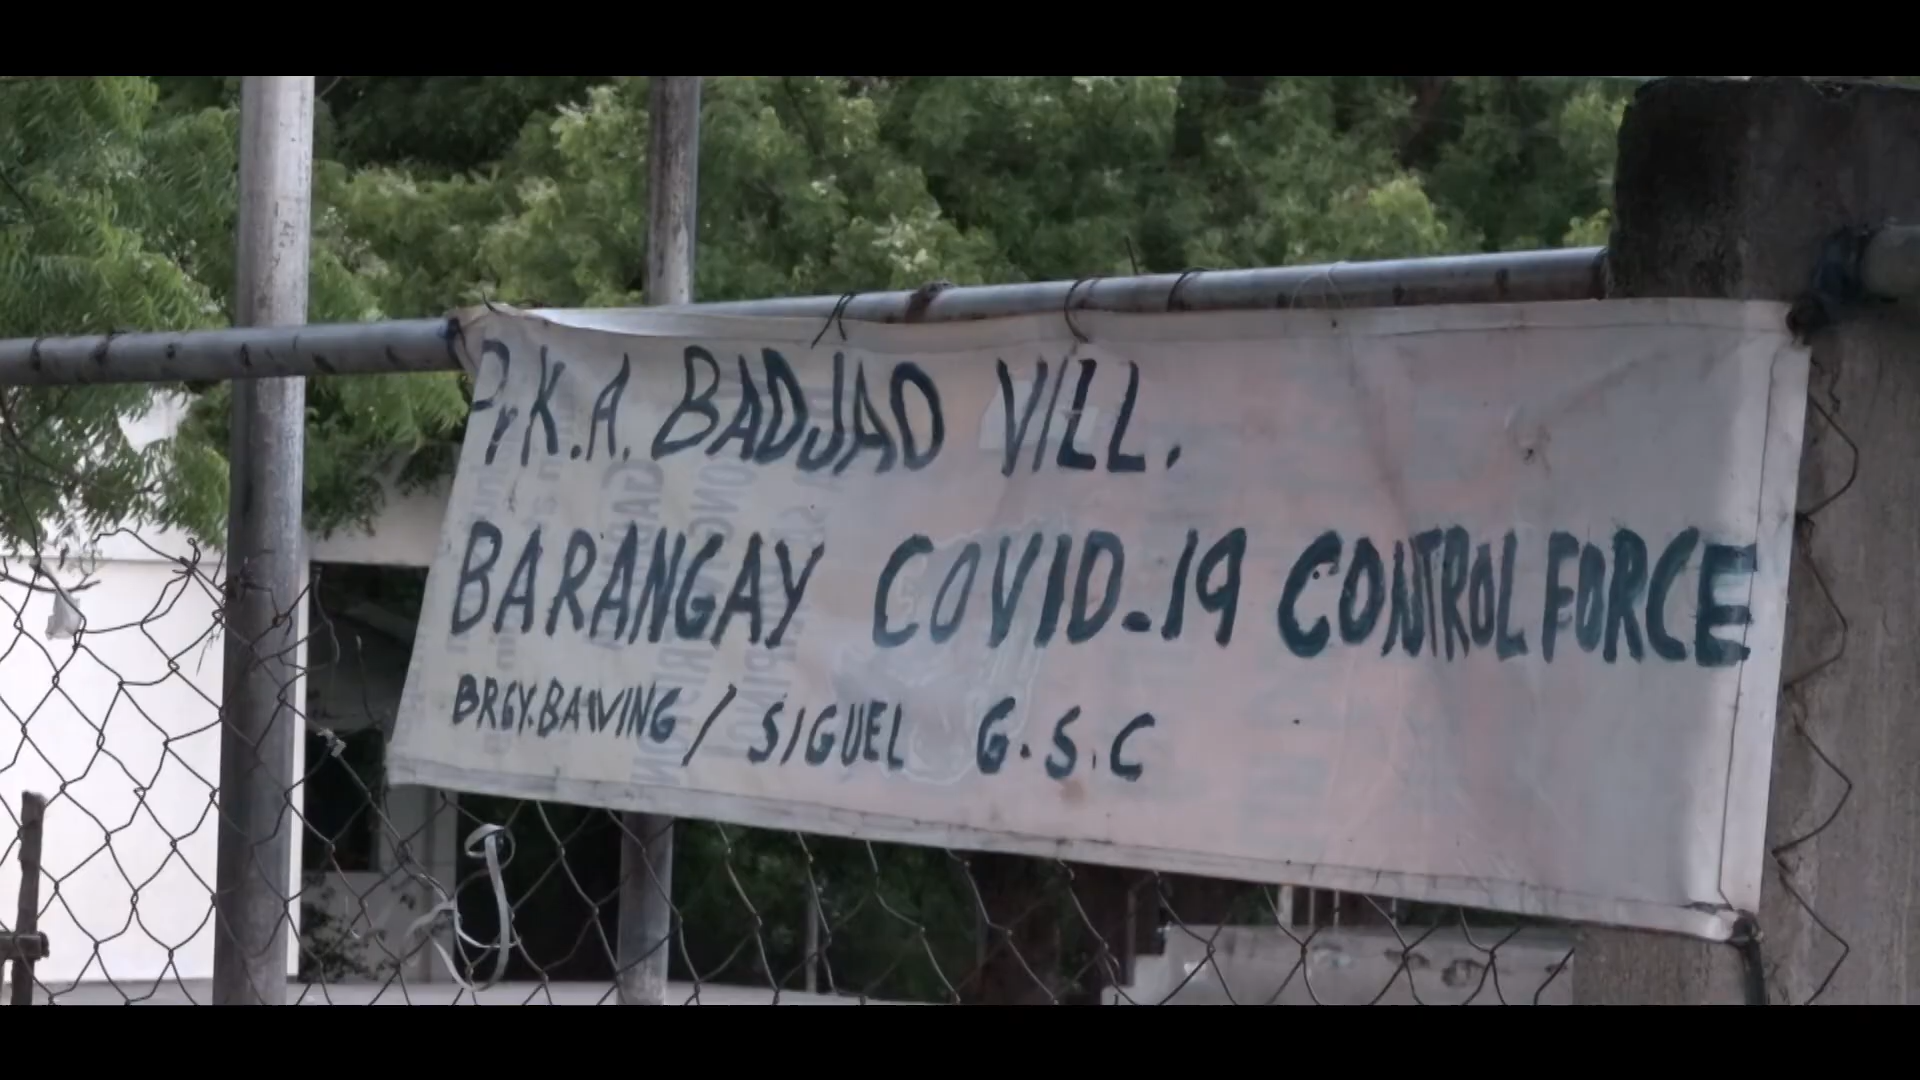 PrK.A. BADJAO VILL.
BARANGAY COVID-19 CONTROL FORCE
BRGY.BAWING / SIGUEL G.S.C